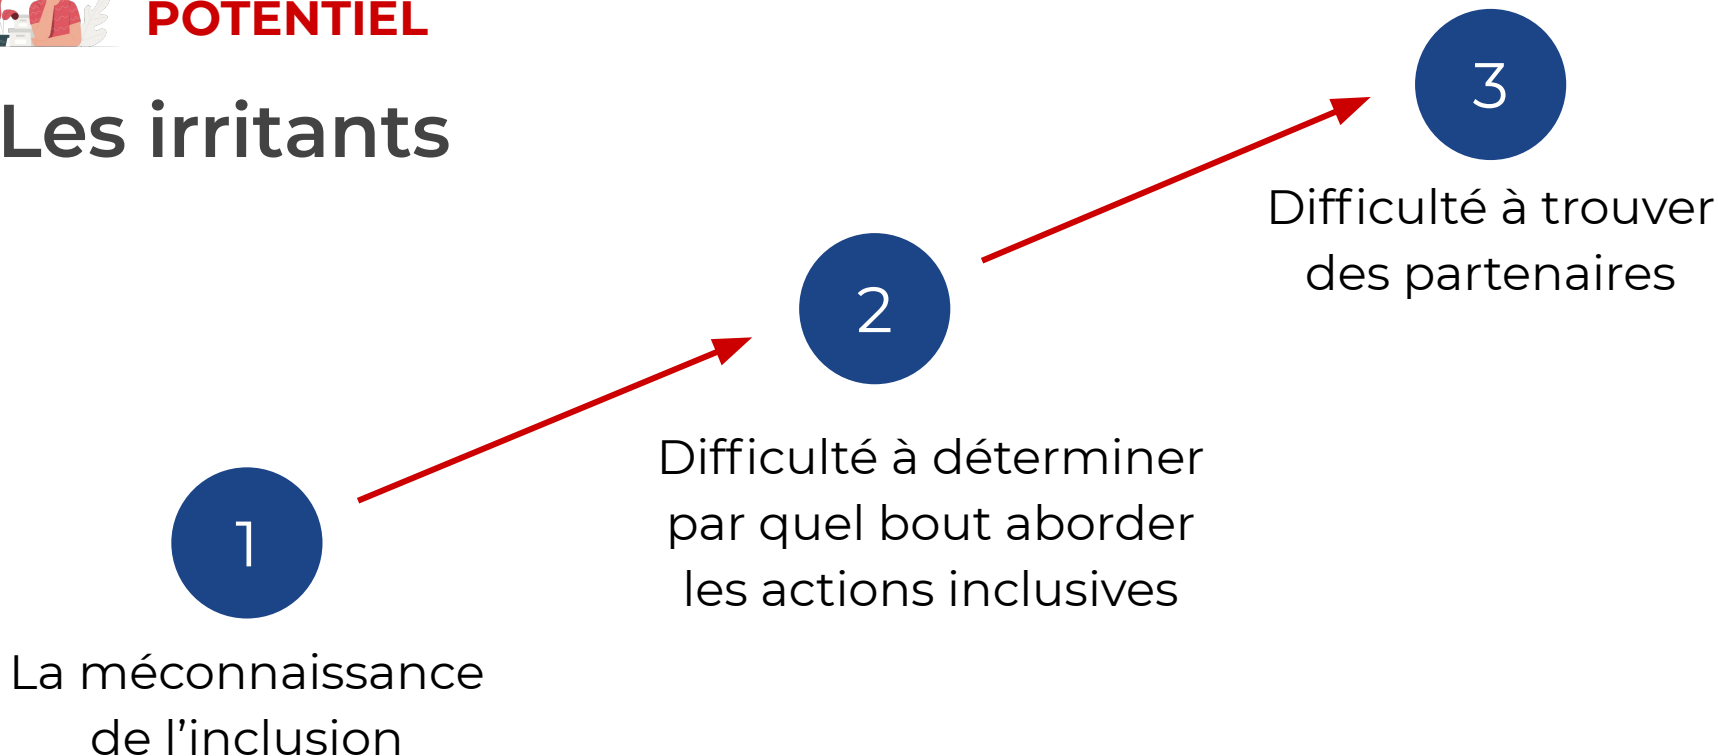 POTENTIEL
Les irritants
1
La méconnaissance
de l’inclusion
2
Difficulté à déterminer
par quel bout aborder
les actions inclusives
3
Difficulté à trouver
des partenaires